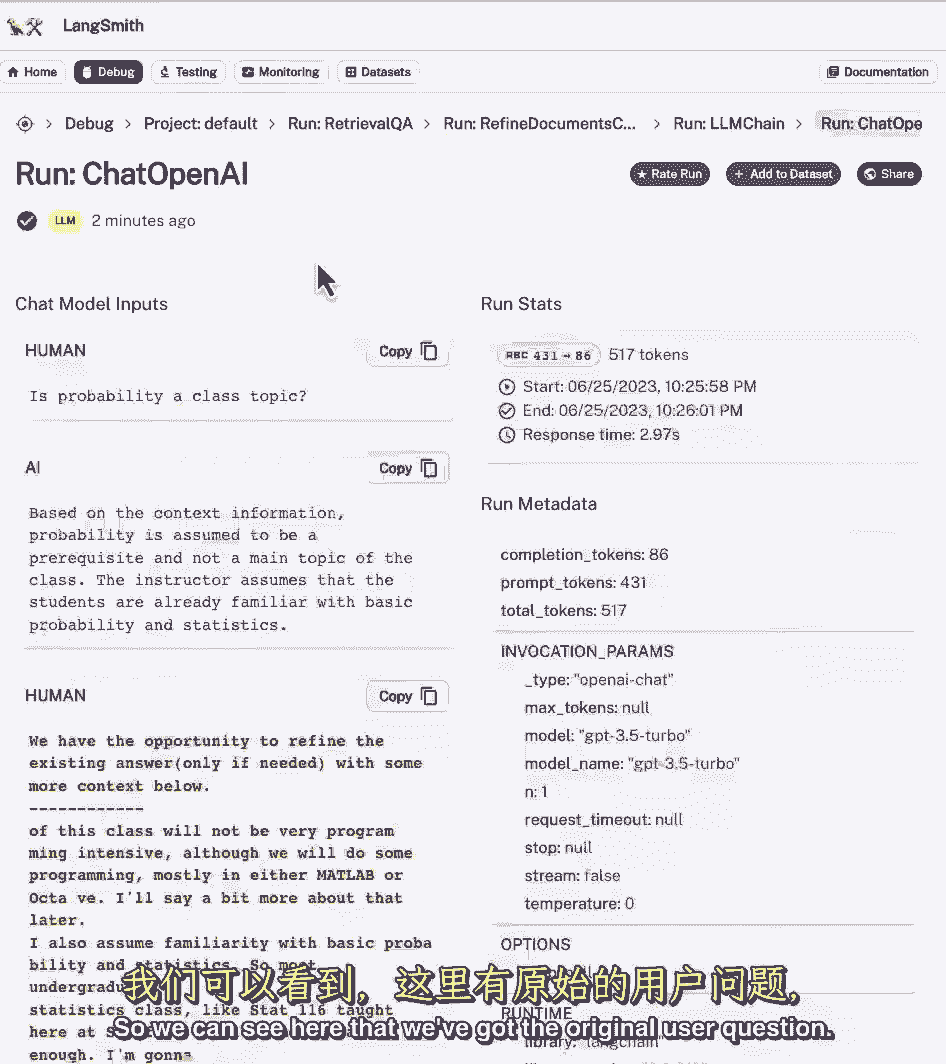 LangSmith
Home Debug Testing Monitoring Datasets Documentation
> Debug > Project: default > Run: RetrievalQA > Run: RefineDocumentsC... > Run: LLMChain > Run: ChatOpe
Run: ChatOpenAI
Rate Run + Add to Dataset Share
LLM 2 minutes ago
Chat Model Inputs
HUMAN
Copy
Is probability a class topic?
AI
Copy
Based on the context information,
probability is assumed to be a
prerequisite and not a main topic of the
class. The instructor assumes that the
students are already familiar with basic
probability and statistics.
HUMAN
Copy
We have the opportunity to refine the
existing answer(only if needed) with some
more context below.
------------
of this class will not be very program
ming intensive, although we will do some
programming, mostly in either MATLAB or
Octa ve. I'll say a bit more about that
later.
I also assume familiarity with basic proba
bility and statistics. So most
undergradu
statistics class, like Stat 116 taught
here at S
enough. I'm gonna
Run Stats
ABC 431 → 86 517 tokens
Start: 06/25/2023, 10:25:58 PM
End: 06/25/2023, 10:26:01 PM
Response time: 2.97s
Run Metadata
completion_tokens: 86
prompt_tokens: 431
total_tokens: 517
INVOCATION_PARAMS
_type: "openai-chat"
max_tokens: null
model: "gpt-3.5-turbo"
model_name: "gpt-3.5-turbo"
n: 1
request_timeout: null
stop: null
stream: false
temperature: 0
OPTIONS
RUNTIME
library: "langchain"
我们可以看到，这里有原始的用户问题，
So we can see here that we've got the original user question.